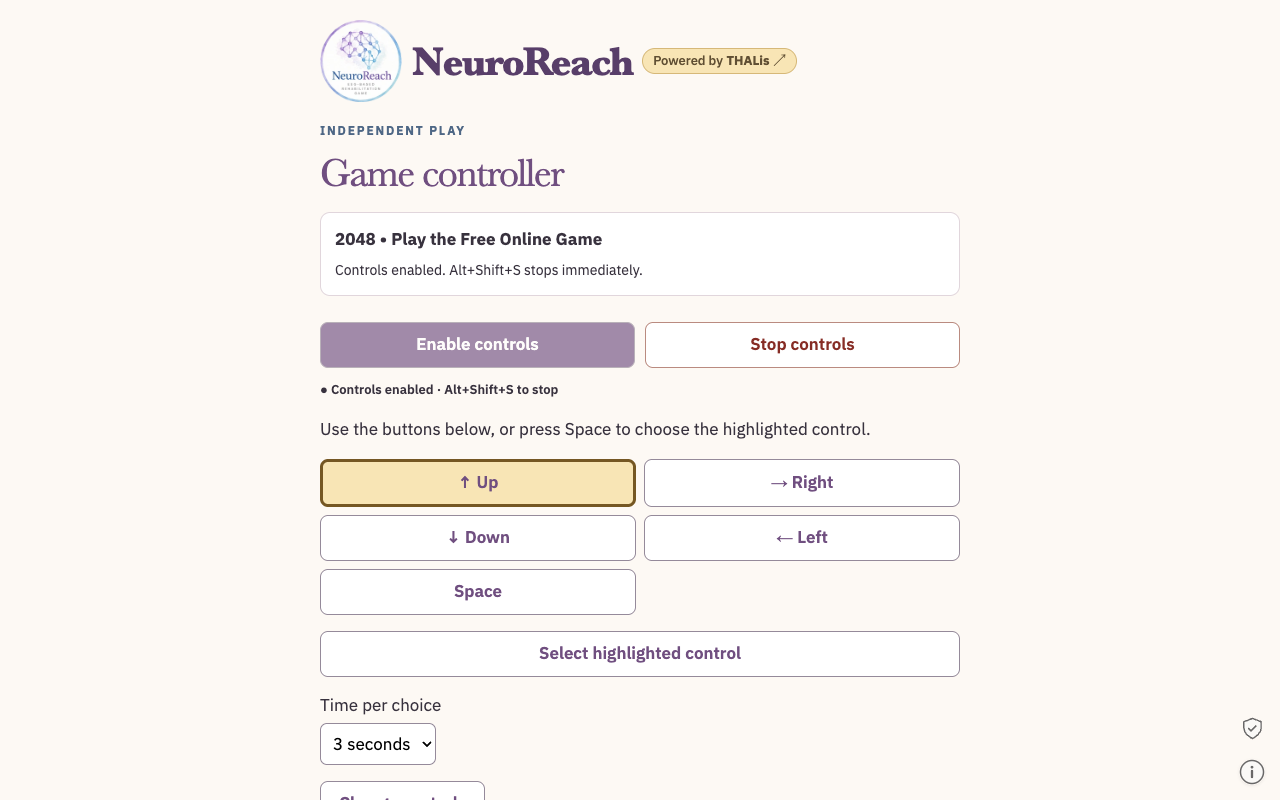 NeuroReach
NeuroReach
Powered by THALis ↗
INDEPENDENT PLAY
Game controller
2048 • Play the Free Online Game
Controls enabled. Alt+Shift+S stops immediately.
Enable controls
Stop controls
● Controls enabled · Alt+Shift+S to stop
Use the buttons below, or press Space to choose the highlighted control.
↑ Up
→ Right
↓ Down
← Left
Space
Select highlighted control
Time per choice
3 seconds